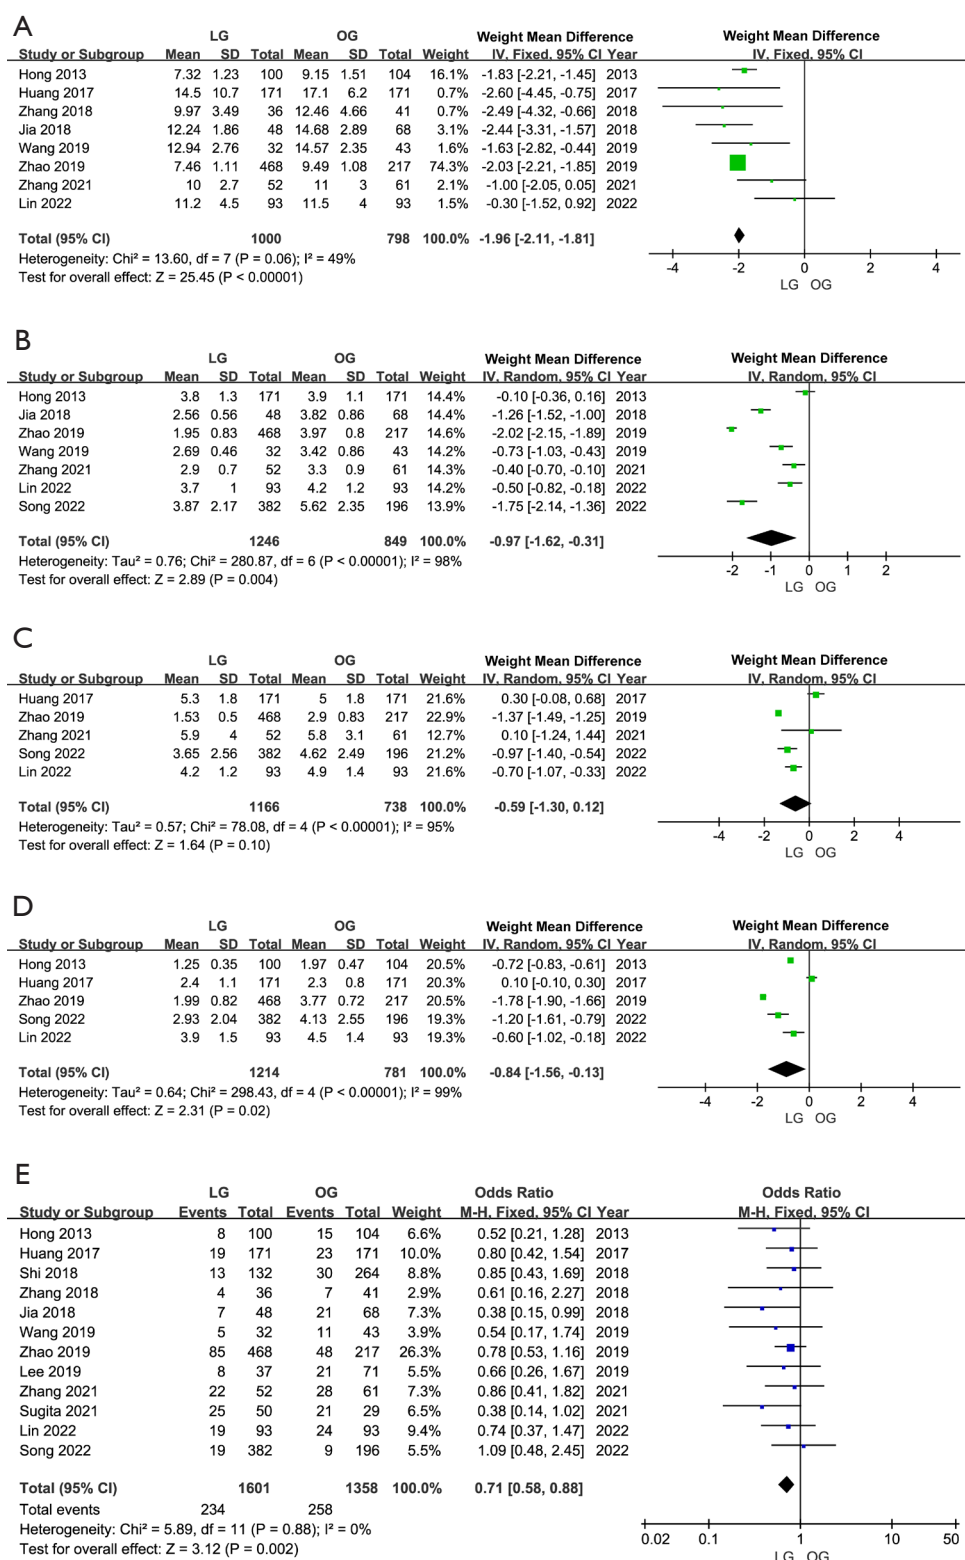 A
LG OG Weight Mean Difference Weight Mean Difference
Study or Subgroup Mean SD Total Mean SD Total Weight IV, Fixed, 95% CI Year IV, Fixed, 95% CI
Hong 2013 7.32 1.23 100 9.15 1.51 104 16.1% -1.83 [-2.21, -1.45] 2013
Huang 2017 14.5 10.7 171 17.1 6.2 171 0.7% -2.60 [-4.45, -0.75] 2017
Zhang 2018 9.97 3.49 36 12.46 4.66 41 0.7% -2.49 [-4.32, -0.66] 2018
Jia 2018 12.24 1.86 48 14.68 2.89 68 3.1% -2.44 [-3.31, -1.57] 2018
Wang 2019 12.94 2.76 32 14.57 2.35 43 1.6% -1.63 [-2.82, -0.44] 2019
Zhao 2019 7.46 1.11 468 9.49 1.08 217 74.3% -2.03 [-2.21, -1.85] 2019
Zhang 2021 10 2.7 52 11 3 61 2.1% -1.00 [-2.05, 0.05] 2021
Lin 2022 11.2 4.5 93 11.5 4 93 1.5% -0.30 [-1.52, 0.92] 2022
Total (95% CI) 1000 798 100.0% -1.96 [-2.11, -1.81]
Heterogeneity: Chi² = 13.60, df = 7 (P = 0.06); I² = 49%
Test for overall effect: Z = 25.45 (P < 0.00001)
-4 -2 0 2 4
LG OG
B
LG OG Weight Mean Difference Weight Mean Difference
Study or Subgroup Mean SD Total Mean SD Total Weight IV, Random, 95% CI Year IV, Random, 95% CI
Hong 2013 3.8 1.3 171 3.9 1.1 171 14.4% -0.10 [-0.36, 0.16] 2013
Jia 2018 2.56 0.56 48 3.82 0.86 68 14.4% -1.26 [-1.52, -1.00] 2018
Zhao 2019 1.95 0.83 468 3.97 0.8 217 14.6% -2.02 [-2.15, -1.89] 2019
Wang 2019 2.69 0.46 32 3.42 0.86 43 14.2% -0.73 [-1.03, -0.43] 2019
Zhang 2021 2.9 0.7 52 3.3 0.9 61 14.3% -0.40 [-0.70, -0.10] 2021
Lin 2022 3.7 1 93 4.2 1.2 93 14.2% -0.50 [-0.82, -0.18] 2022
Song 2022 3.87 2.17 382 5.62 2.35 196 13.9% -1.75 [-2.14, -1.36] 2022
Total (95% CI) 1246 849 100.0% -0.97 [-1.62, -0.31]
Heterogeneity: Tau² = 0.76; Chi² = 280.87, df = 6 (P < 0.00001); I² = 98%
Test for overall effect: Z = 2.89 (P = 0.004)
-2 -1 0 1 2
LG OG
C
LG OG Weight Mean Difference Weight Mean Difference
Study or Subgroup Mean SD Total Mean SD Total Weight IV, Random, 95% CI Year IV, Random, 95% CI
Huang 2017 5.3 1.8 171 5 1.8 171 21.6% 0.30 [-0.08, 0.68] 2017
Zhao 2019 1.53 0.5 468 2.9 0.83 217 22.9% -1.37 [-1.49, -1.25] 2019
Zhang 2021 5.9 4 52 5.8 3.1 61 12.7% 0.10 [-1.24, 1.44] 2021
Song 2022 3.65 2.56 382 4.62 2.49 196 21.2% -0.97 [-1.40, -0.54] 2022
Lin 2022 4.2 1.2 93 4.9 1.4 93 21.6% -0.70 [-1.07, -0.33] 2022
Total (95% CI) 1166 738 100.0% -0.59 [-1.30, 0.12]
Heterogeneity: Tau² = 0.57; Chi² = 78.08, df = 4 (P < 0.00001); I² = 95%
Test for overall effect: Z = 1.64 (P = 0.10)
-4 -2 0 2 4
LG OG
D
LG OG Weight Mean Difference Weight Mean Difference
Study or Subgroup Mean SD Total Mean SD Total Weight IV, Random, 95% CI Year IV, Random, 95% CI
Hong 2013 1.25 0.35 100 1.97 0.47 104 20.5% -0.72 [-0.83, -0.61] 2013
Huang 2017 2.4 1.1 171 2.3 0.8 171 20.3% 0.10 [-0.10, 0.30] 2017
Zhao 2019 1.99 0.82 468 3.77 0.72 217 20.5% -1.78 [-1.90, -1.66] 2019
Song 2022 2.93 2.04 382 4.13 2.55 196 19.3% -1.20 [-1.61, -0.79] 2022
Lin 2022 3.9 1.5 93 4.5 1.4 93 19.3% -0.60 [-1.02, -0.18] 2022
Total (95% CI) 1214 781 100.0% -0.84 [-1.56, -0.13]
Heterogeneity: Tau² = 0.64; Chi² = 298.43, df = 4 (P < 0.00001); I² = 99%
Test for overall effect: Z = 2.31 (P = 0.02)
-4 -2 0 2 4
LG OG
E
LG OG Odds Ratio Odds Ratio
Study or Subgroup Events Total Events Total Weight M-H, Fixed, 95% CI Year M-H, Fixed, 95% CI
Hong 2013 8 100 15 104 6.6% 0.52 [0.21, 1.28] 2013
Huang 2017 19 171 23 171 10.0% 0.80 [0.42, 1.54] 2017
Shi 2018 13 132 30 264 8.8% 0.85 [0.43, 1.69] 2018
Zhang 2018 4 36 7 41 2.9% 0.61 [0.16, 2.27] 2018
Jia 2018 7 48 21 68 7.3% 0.38 [0.15, 0.99] 2018
Wang 2019 5 32 11 43 3.9% 0.54 [0.17, 1.74] 2019
Zhao 2019 85 468 48 217 26.3% 0.78 [0.53, 1.16] 2019
Lee 2019 8 37 21 71 5.5% 0.66 [0.26, 1.67] 2019
Zhang 2021 22 52 28 61 7.3% 0.86 [0.41, 1.82] 2021
Sugita 2021 25 50 21 29 6.5% 0.38 [0.14, 1.02] 2021
Lin 2022 19 93 24 93 9.4% 0.74 [0.37, 1.47] 2022
Song 2022 19 382 9 196 5.5% 1.09 [0.48, 2.45] 2022
Total (95% CI) 1601 1358 100.0% 0.71 [0.58, 0.88]
Total events 234 258
Heterogeneity: Chi² = 5.89, df = 11 (P = 0.88); I² = 0%
Test for overall effect: Z = 3.12 (P = 0.002)
0.02 0.1 1 10 50
LG OG